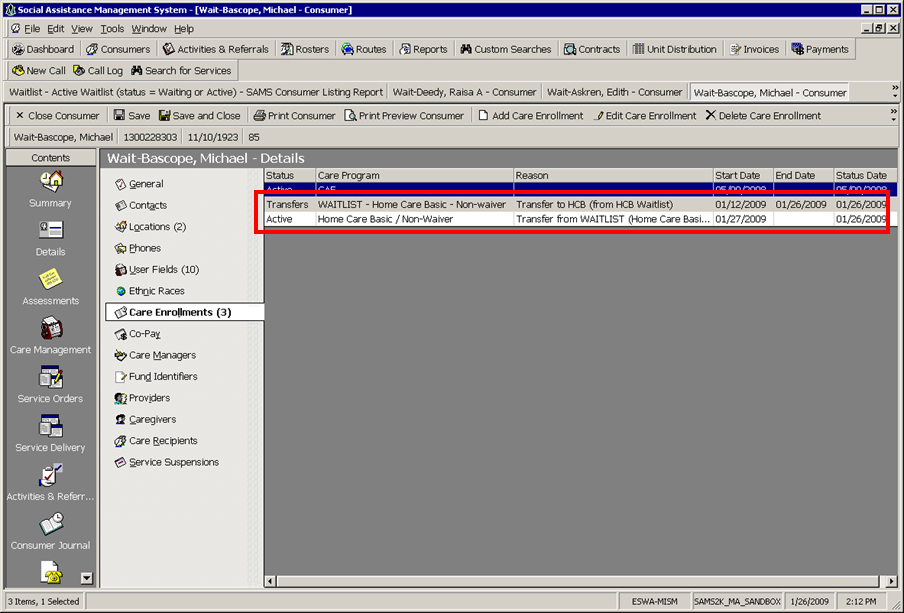 Social Assistance Management System - [Wait-Bascope, Michael - Consumer]
File Edit View Tools Window Help
Dashboard Consumers Activities & Referrals Rosters Routes Reports Custom Searches Contracts Unit Distribution Invoices Payments
New Call Call Log Search for Services
Waitlist - Active Waitlist (status = Waiting or Active) - SAMS Consumer Listing Report Wait-Deedy, Raisa A - Consumer Wait-Askren, Edith - Consumer Wait-Bascope, Michael - Consumer
Close Consumer Save Save and Close Print Consumer Print Preview Consumer Add Care Enrollment Edit Care Enrollment Delete Care Enrollment
Wait-Bascope, Michael 1300228303 11/10/1923 85
Contents
Summary
Details
Assessments
Care Management
Service Orders
Service Delivery
Activities & Referr...
Consumer Journal
Wait-Bascope, Michael - Details
General
Contacts
Locations (2)
Phones
User Fields (10)
Ethnic Races
Care Enrollments (3)
Co-Pay
Care Managers
Fund Identifiers
Providers
Caregivers
Care Recipients
Service Suspensions
Status Care Program Reason Start Date End Date Status Date
Active CAE
Transfers WAITLIST - Home Care Basic - Non-waiver Transfer to HCB (from HCB Waitlist) 01/12/2009 01/26/2009 01/26/2009
Active Home Care Basic / Non-Waiver Transfer from WAITLIST (Home Care Basi... 01/27/2009 01/26/2009
3 Items, 1 Selected ESWA-MISM SAMS2K_MA_SANDBOX 1/26/2009 2:12 PM